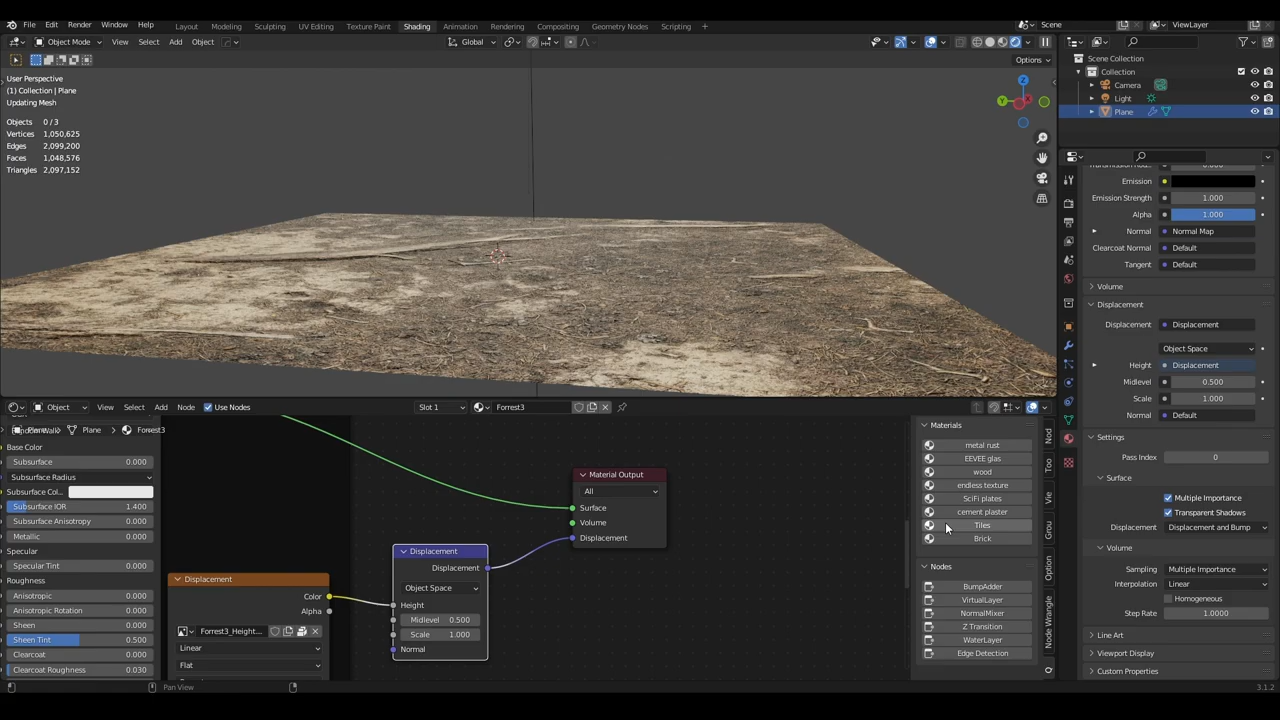 File Edit Render Window Help Layout Modeling Sculpting UV Editing Texture Paint Shading Animation Rendering Compositing Geometry Nodes Scripting + Scene ViewLayer
Object Mode View Select Add Object Global
Options
User Perspective
(1) Collection | Plane
Updating Mesh
Objects 0 / 3
Vertices 1,050,625
Edges 2,099,200
Faces 1,048,576
Triangles 2,097,152
Z
Y
X
Scene Collection
Collection
Camera
Light
Plane
Emission
Emission Strength 1.000
Alpha 1.000
Normal Normal Map
Clearcoat Normal Default
Tangent Default
Volume
Displacement
Displacement Displacement
Object Space
Height Displacement
Midlevel 0.500
Scale 1.000
Normal Default
Settings
Pass Index 0
Surface
Multiple Importance
Transparent Shadows
Displacement Displacement and Bump
Volume
Sampling Multiple Importance
Interpolation Linear
Homogeneous
Step Rate 1.0000
Line Art
Viewport Display
Custom Properties
Object View Select Add Node Use Nodes Slot 1 Forrest3
Plane Forrest3
Base Color
Subsurface 0.000
Subsurface Radius
Subsurface Col...
Subsurface IOR 1.400
Subsurface Anisotropy 0.000
Metallic 0.000
Specular
Specular Tint 0.000
Roughness
Anisotropic 0.000
Anisotropic Rotation 0.000
Sheen 0.000
Sheen Tint 0.500
Clearcoat 0.000
Clearcoat Roughness 0.030
Displacement
Color
Alpha
Forrest3_Height...
Linear
Flat
Displacement
Displacement
Object Space
Height
Midlevel 0.500
Scale 1.000
Normal
Material Output
All
Surface
Volume
Displacement
Materials
metal rust
EEVEE glas
wood
endless texture
SciFi plates
cement plaster
Tiles
Brick
Nodes
BumpAdder
VirtualLayer
NormalMixer
Z Transition
WaterLayer
Edge Detection
Nod
Too
Vie
Grou
Option
Node Wrangle
Pan View
3.1.2